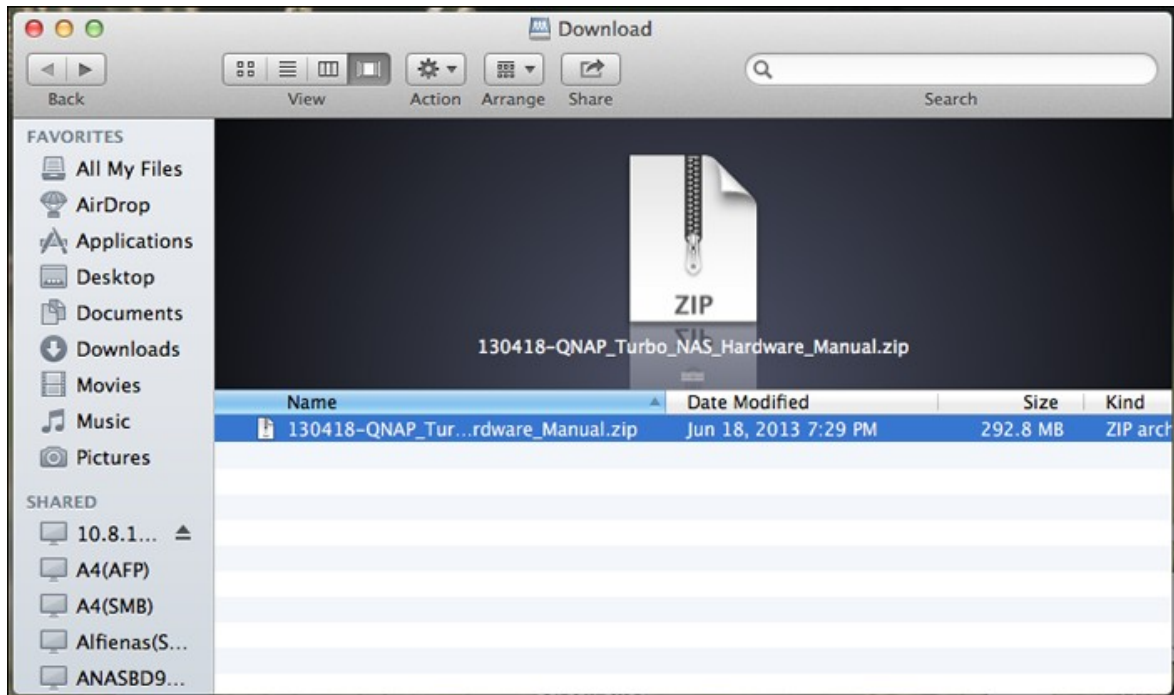 Download
Back
View
Action
Arrange
Share
Search
FAVORITES
All My Files
AirDrop
Applications
Desktop
Documents
Downloads
Movies
Music
Pictures
SHARED
10.8.1...
A4(AFP)
A4(SMB)
Alfienas(S...
ANASBD9...
ZIP
130418-QNAP_Turbo_NAS_Hardware_Manual.zip
Name Date Modified Size Kind
130418-QNAP_Tur...rdware_Manual.zip Jun 18, 2013 7:29 PM 292.8 MB ZIP arch